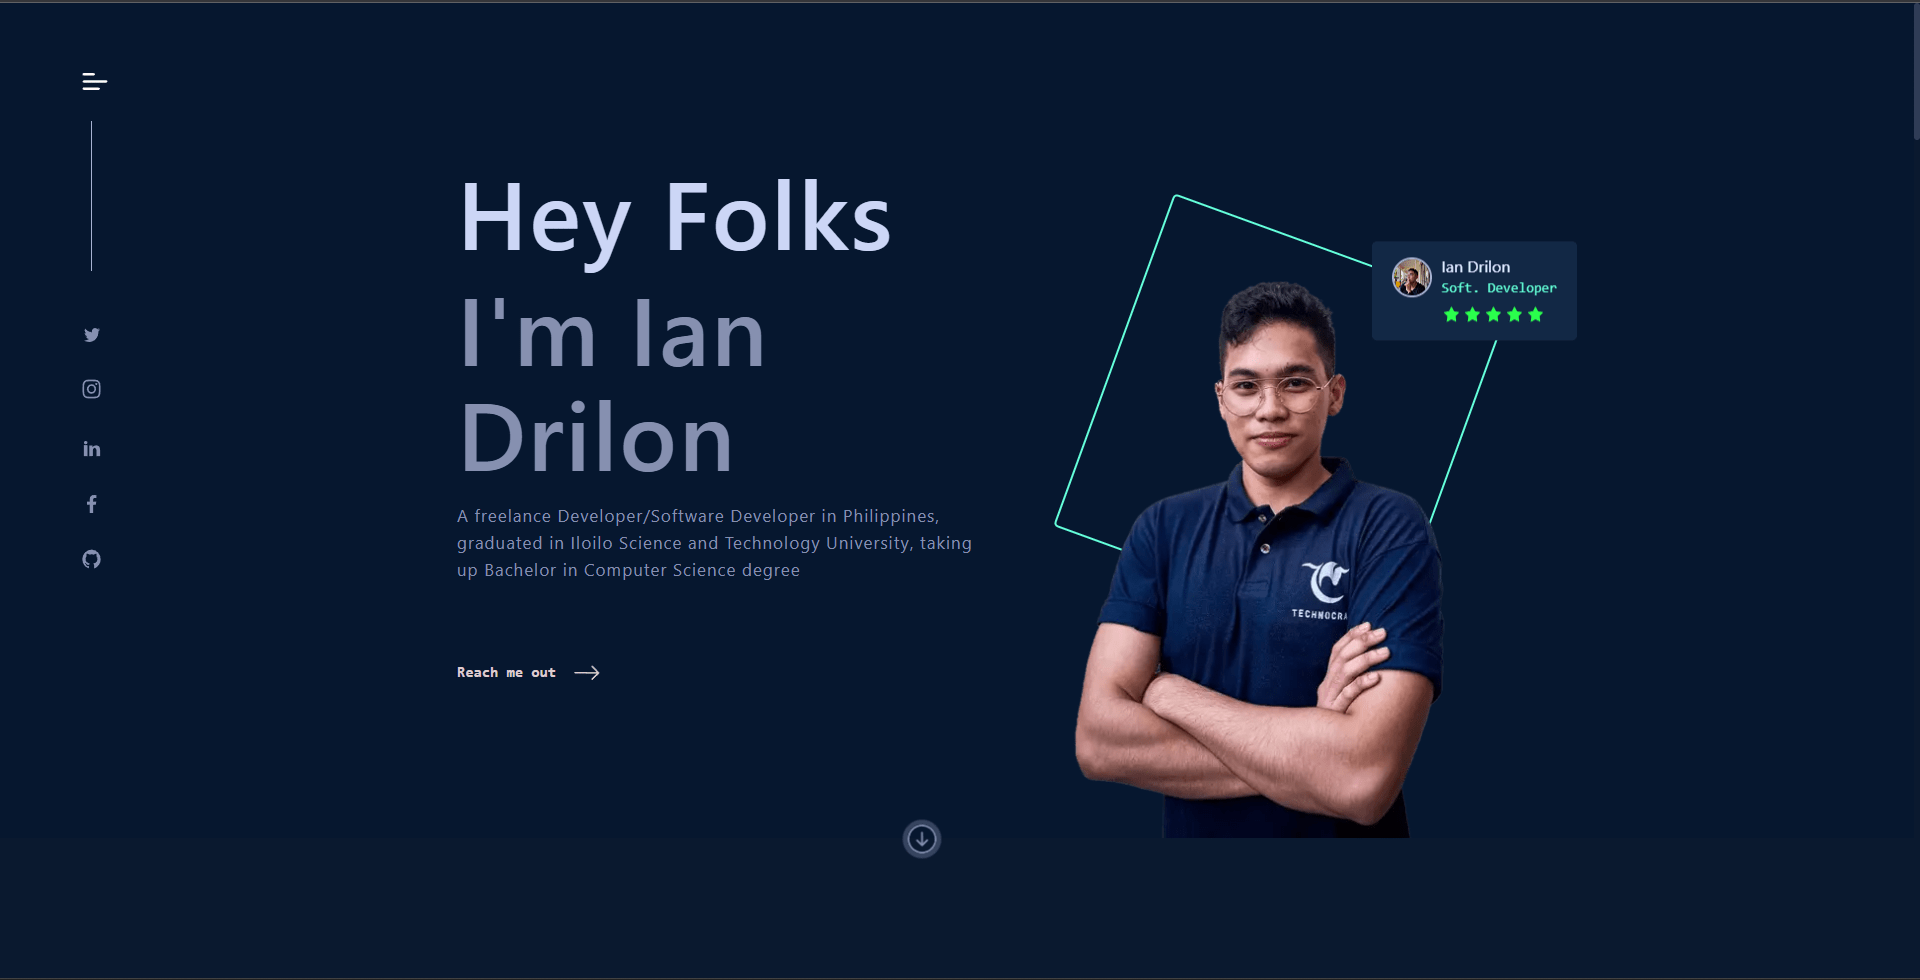 Hey Folks
I'm Ian
Drilon
A freelance Developer/Software Developer in Philippines,
graduated in Iloilo Science and Technology University, taking
up Bachelor in Computer Science degree
Reach me out
Ian Drilon
Soft. Developer
TECHNOCRA